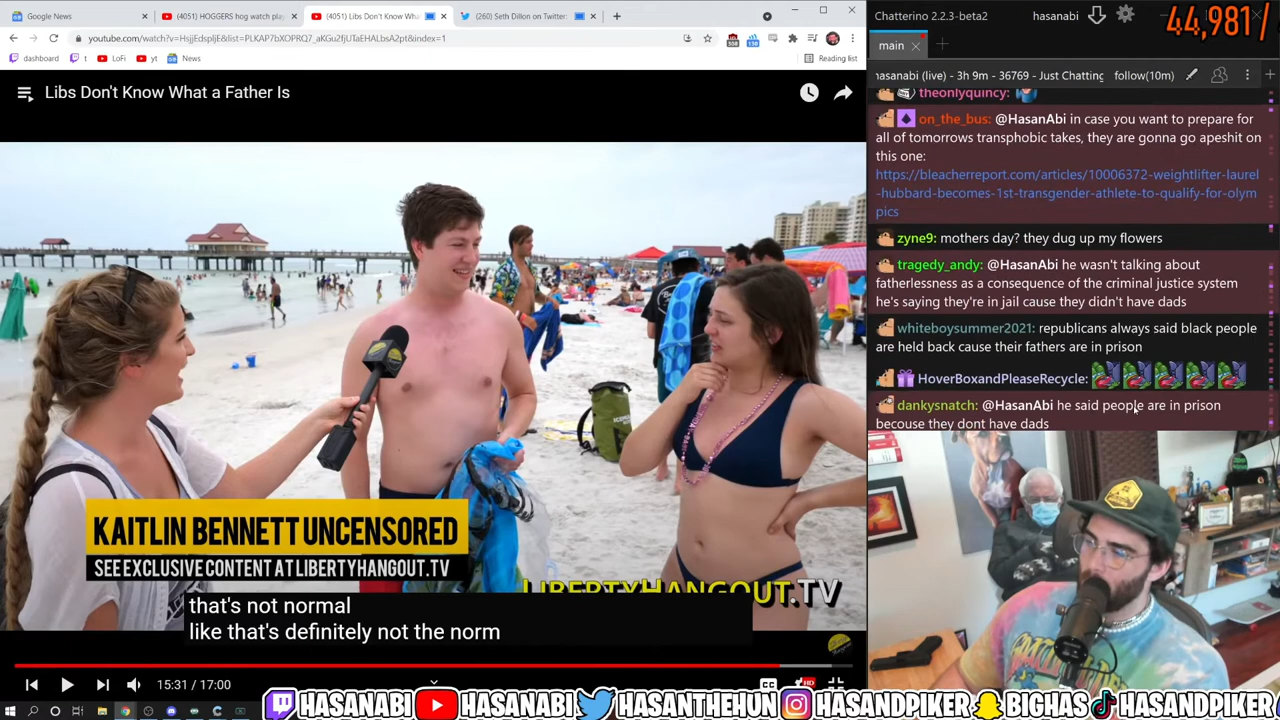 Google News
(4051) HOGGERS hog watch play
(4051) Libs Don't Know Wha
(260) Seth Dillon on Twitter:
youtube.com/watch?v=HsjjEdspljE&list=PLKAP7bXOPRQ7_aKGu2fjUTaEHALbsA2pt&index=1
dashboard
t
LoFi
yt
News
Reading list
Libs Don't Know What a Father Is
KAITLIN BENNETT UNCENSORED
SEE EXCLUSIVE CONTENT AT LIBERTYHANGOUT.TV
LIBERTYHANGOUT.TV
that's not normal
like that's definitely not the norm
15:31 / 17:00
HD
Chatterino 2.2.3-beta2
hasanabi
44,981/
main
hasanabi (live) - 3h 9m - 36769 - Just Chatting
follow(10m)
theonlyquincy:
on_the_bus: @HasanAbi in case you want to prepare for
all of tomorrows transphobic takes, they are gonna go apeshit on
this one:
https://bleacherreport.com/articles/10006372-weightlifter-laurel
-hubbard-becomes-1st-transgender-athlete-to-qualify-for-olym
pics
zyne9: mothers day? they dug up my flowers
tragedy_andy: @HasanAbi he wasn't talking about
fatherlessness as a consequence of the criminal justice system
he's saying they're in jail cause they didn't have dads
whiteboysummer2021: republicans always said black people
are held back cause their fathers are in prison
HoverBoxandPleaseRecycle:
dankysnatch: @HasanAbi he said people are in prison
becouse they dont have dads
HASANABI
HASANABI
HASANTHEHUN
HASANDPIKER
BIGHAS
HASANDPIKER